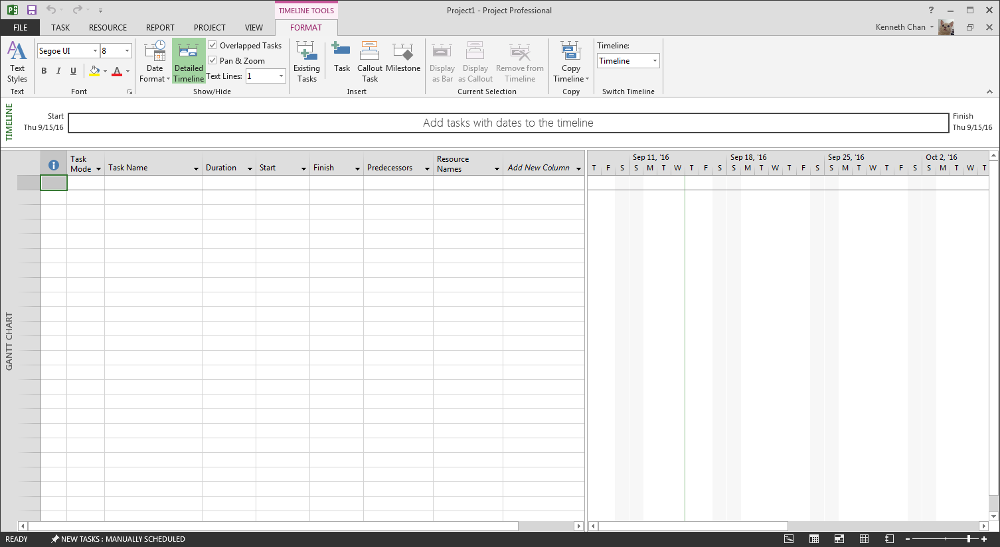 TIMELINE TOOLS
Project1 - Project Professional
FILE TASK RESOURCE REPORT PROJECT VIEW FORMAT
Kenneth Chan
Text Styles
Text
Segoe UI 8
B I U A
Font
Date Format
Detailed Timeline
Overlapped Tasks
Pan & Zoom
Text Lines: 1
Show/Hide
Existing Tasks
Task
Callout Task
Milestone
Insert
Display as Bar
Display as Callout
Remove from Timeline
Current Selection
Copy Timeline
Copy
Timeline:
Timeline
Switch Timeline
TIMELINE
Start
Thu 9/15/16
Add tasks with dates to the timeline
Finish
Thu 9/15/16
Task Mode
Task Name
Duration
Start
Finish
Predecessors
Resource Names
Add New Column
Sep 11, '16 Sep 18, '16 Sep 25, '16 Oct 2, '16
T F S S M T W T F S S M T W T F S S M T W T F S S M T W T
GANTT CHART
READY
NEW TASKS : MANUALLY SCHEDULED